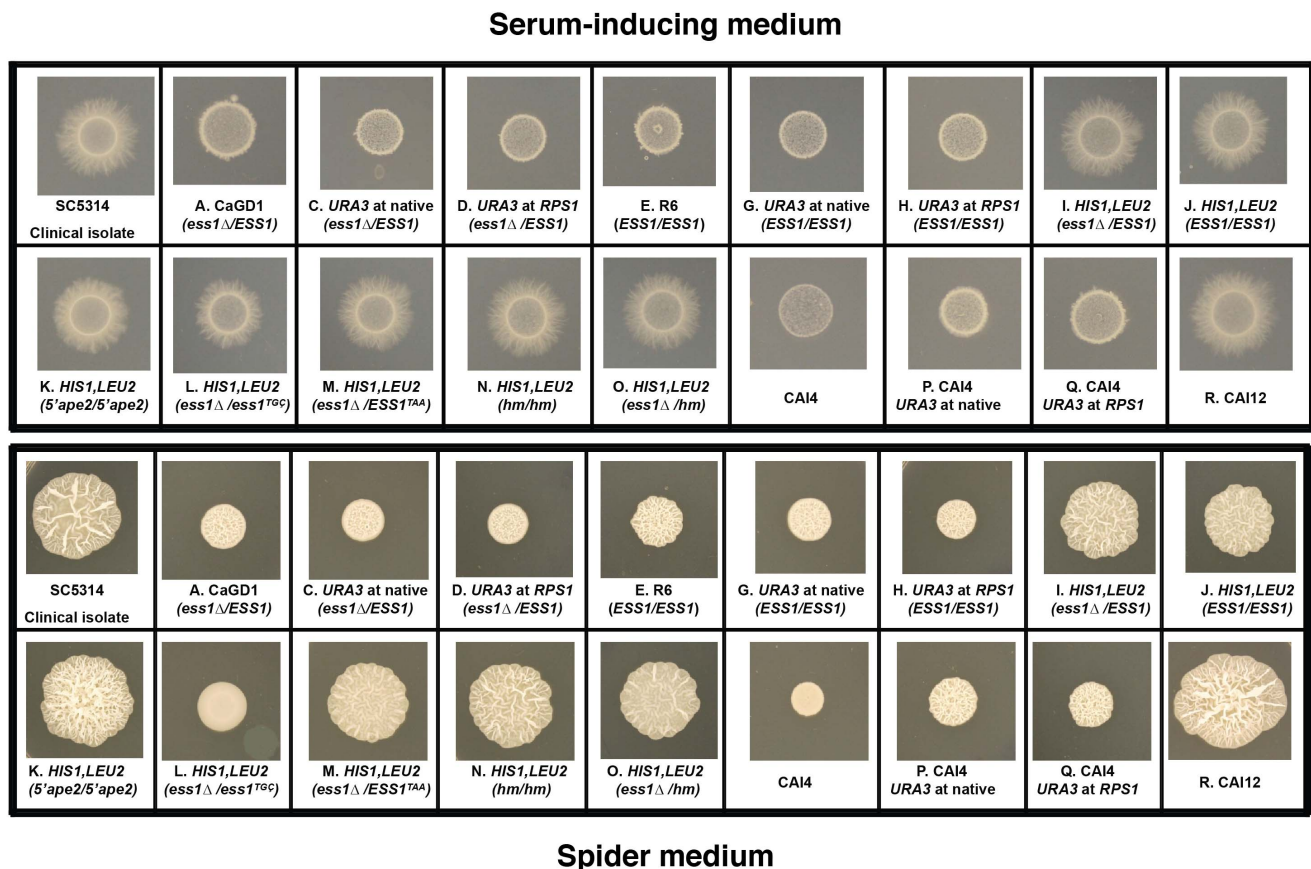 Serum-inducing medium
SC5314
Clinical isolate
A. CaGD1
(ess1Δ/ESS1)
C. URA3 at native
(ess1Δ/ESS1)
D. URA3 at RPS1
(ess1Δ /ESS1)
E. R6
(ESS1/ESS1)
G. URA3 at native
(ESS1/ESS1)
H. URA3 at RPS1
(ESS1/ESS1)
I. HIS1,LEU2
(ess1Δ /ESS1)
J. HIS1,LEU2
(ESS1/ESS1)
K. HIS1,LEU2
(5’ape2/5’ape2)
L. HIS1,LEU2
(ess1Δ /ess1TGÇ)
M. HIS1,LEU2
(ess1Δ /ESS1TAA)
N. HIS1,LEU2
(hm/hm)
O. HIS1,LEU2
(ess1Δ /hm)
CAI4
P. CAI4
URA3 at native
Q. CAI4
URA3 at RPS1
R. CAI12
SC5314
Clinical isolate
A. CaGD1
(ess1Δ/ESS1)
C. URA3 at native
(ess1Δ/ESS1)
D. URA3 at RPS1
(ess1Δ /ESS1)
E. R6
(ESS1/ESS1)
G. URA3 at native
(ESS1/ESS1)
H. URA3 at RPS1
(ESS1/ESS1)
I. HIS1,LEU2
(ess1Δ /ESS1)
J. HIS1,LEU2
(ESS1/ESS1)
K. HIS1,LEU2
(5’ape2/5’ape2)
L. HIS1,LEU2
(ess1Δ /ess1TGÇ)
M. HIS1,LEU2
(ess1Δ /ESS1TAA)
N. HIS1,LEU2
(hm/hm)
O. HIS1,LEU2
(ess1Δ /hm)
CAI4
P. CAI4
URA3 at native
Q. CAI4
URA3 at RPS1
R. CAI12
Spider medium